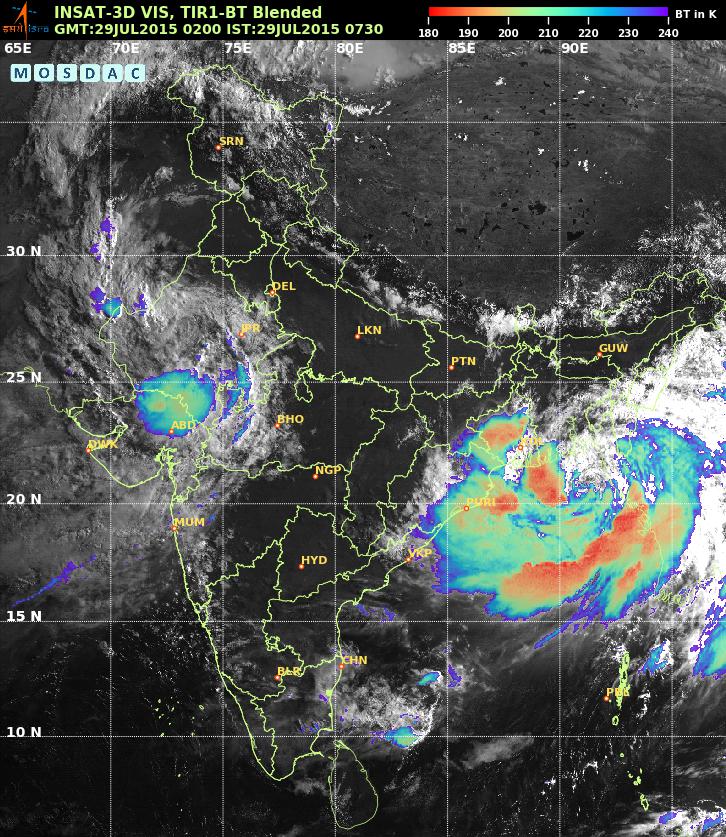 INSAT-3D VIS, TIR1-BT Blended
GMT:29JUL2015 0200 IST:29JUL2015 0730
BT in K
180 190 200 210 220 230 240
65E 70E 75E 80E 85E 90E
MOSDAC
SRN
30 N
DEL
JPR
LKN
GUW
PTN
25 N
ABD
BHO
KOL
DWK
NGP
20 N
PURI
MUM
VKP
HYD
15 N
CHN
BLR
PBL
10 N